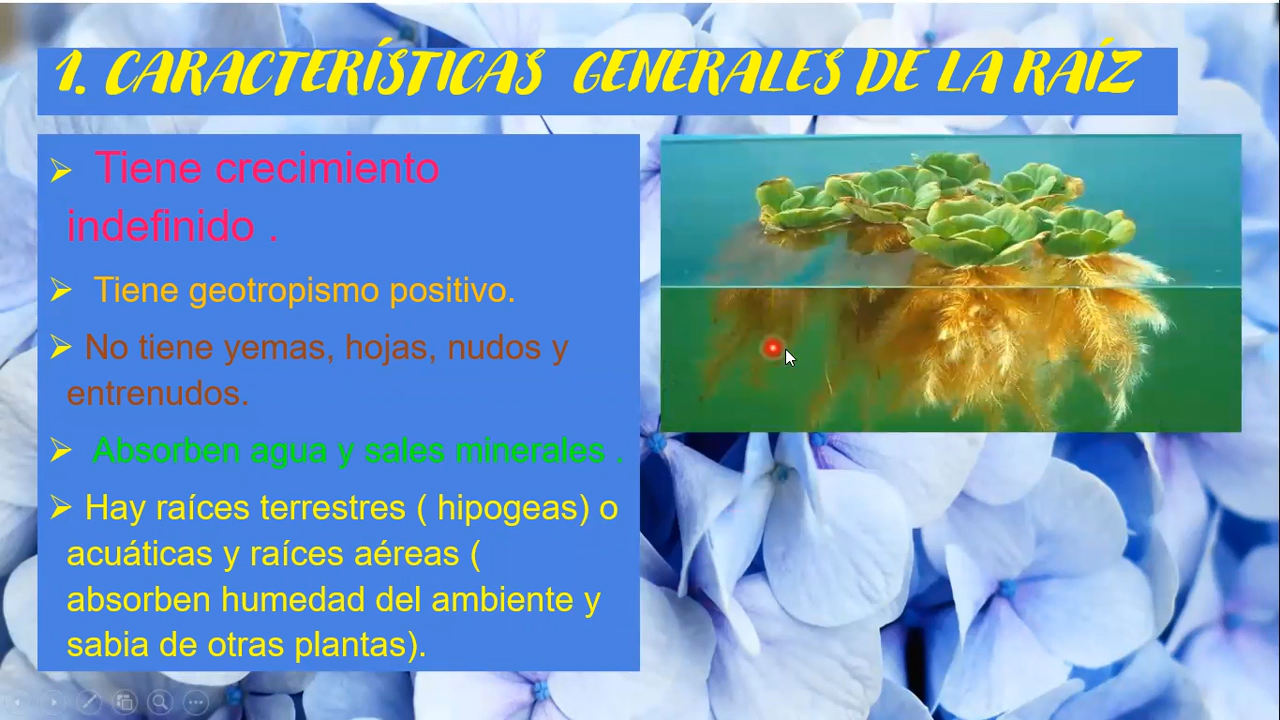 1. CARACTERÍSTICAS GENERALES DE LA RAÍZ
➢ Tiene crecimiento
indefinido .
➢ Tiene geotropismo positivo.
➢ No tiene yemas, hojas, nudos y
entrenudos.
➢ Absorben agua y sales minerales .
➢ Hay raíces terrestres ( hipogeas) o
acuáticas y raíces aéreas (
absorben humedad del ambiente y
sabia de otras plantas).